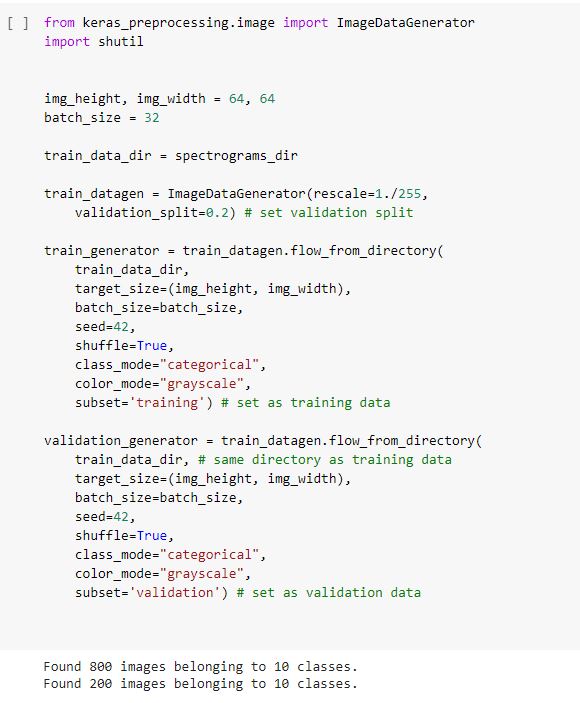 [ ] from keras_preprocessing.image import ImageDataGenerator
import shutil
img_height, img_width = 64, 64
batch_size = 32
train_data_dir = spectrograms_dir
train_datagen = ImageDataGenerator(rescale=1./255,
    validation_split=0.2) # set validation split
train_generator = train_datagen.flow_from_directory(
    train_data_dir,
    target_size=(img_height, img_width),
    batch_size=batch_size,
    seed=42,
    shuffle=True,
    class_mode="categorical",
    color_mode="grayscale",
    subset='training') # set as training data
validation_generator = train_datagen.flow_from_directory(
    train_data_dir, # same directory as training data
    target_size=(img_height, img_width),
    batch_size=batch_size,
    seed=42,
    shuffle=True,
    class_mode="categorical",
    color_mode="grayscale",
    subset='validation') # set as validation data
Found 800 images belonging to 10 classes.
Found 200 images belonging to 10 classes.